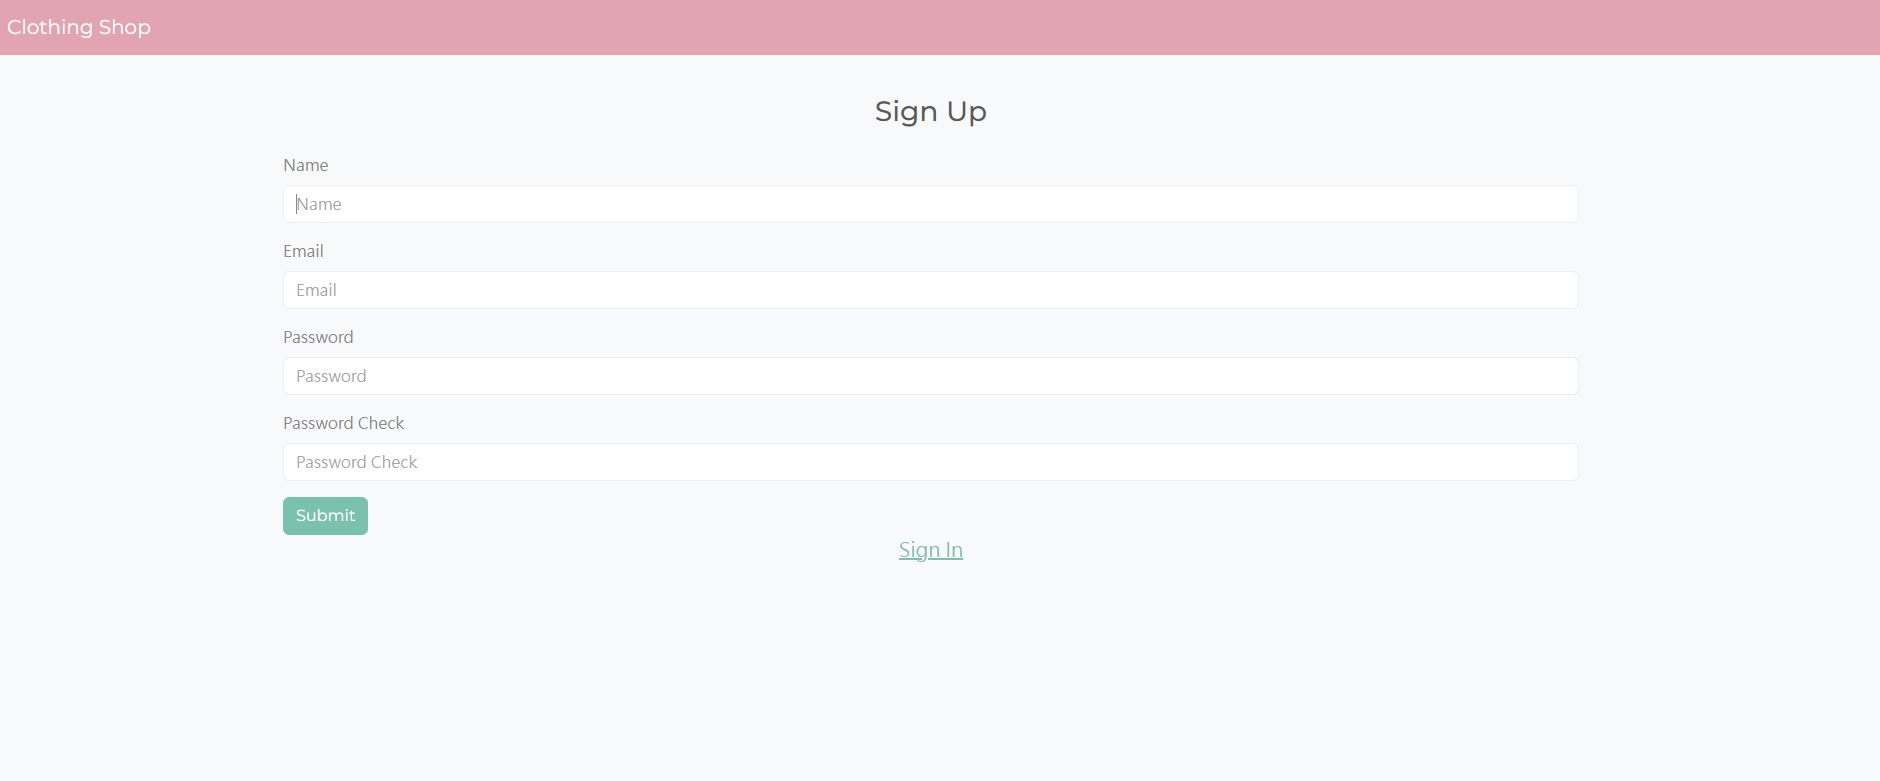 Clothing Shop
Sign Up
Name
Name
Email
Email
Password
Password
Password Check
Password Check
Submit
Sign In